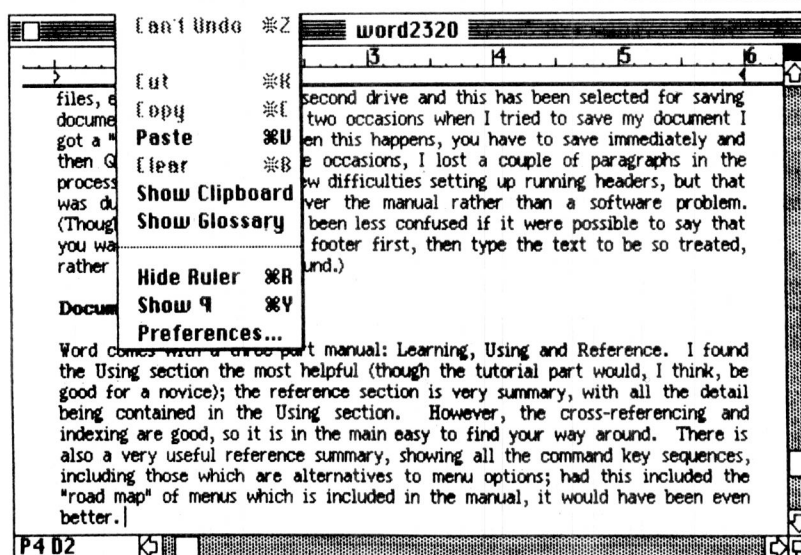 word2320
Can't Undo ⌘Z
Cut ⌘X
Copy ⌘C
Paste ⌘V
Clear ⌘B
Show Clipboard
Show Glossary
Hide Ruler ⌘R
Show ¶ ⌘Y
Preferences...
3 4 5 6
files, e second drive and this has been selected for saving
docume two occasions when I tried to save my document I
got a " en this happens, you have to save immediately and
then Q e occasions, I lost a couple of paragraphs in the
process ew difficulties setting up running headers, but that
was du ver the manual rather than a software problem.
(Thoug been less confused if it were possible to say that
you wa footer first, then type the text to be so treated,
rather und.)
Docum
Word comes with a three part manual: Learning, Using and Reference. I found
the Using section the most helpful (though the tutorial part would, I think, be
good for a novice); the reference section is very summary, with all the detail
being contained in the Using section. However, the cross-referencing and
indexing are good, so it is in the main easy to find your way around. There is
also a very useful reference summary, showing all the command key sequences,
including those which are alternatives to menu options; had this included the
"road map" of menus which is included in the manual, it would have been even
better.
P4 D2